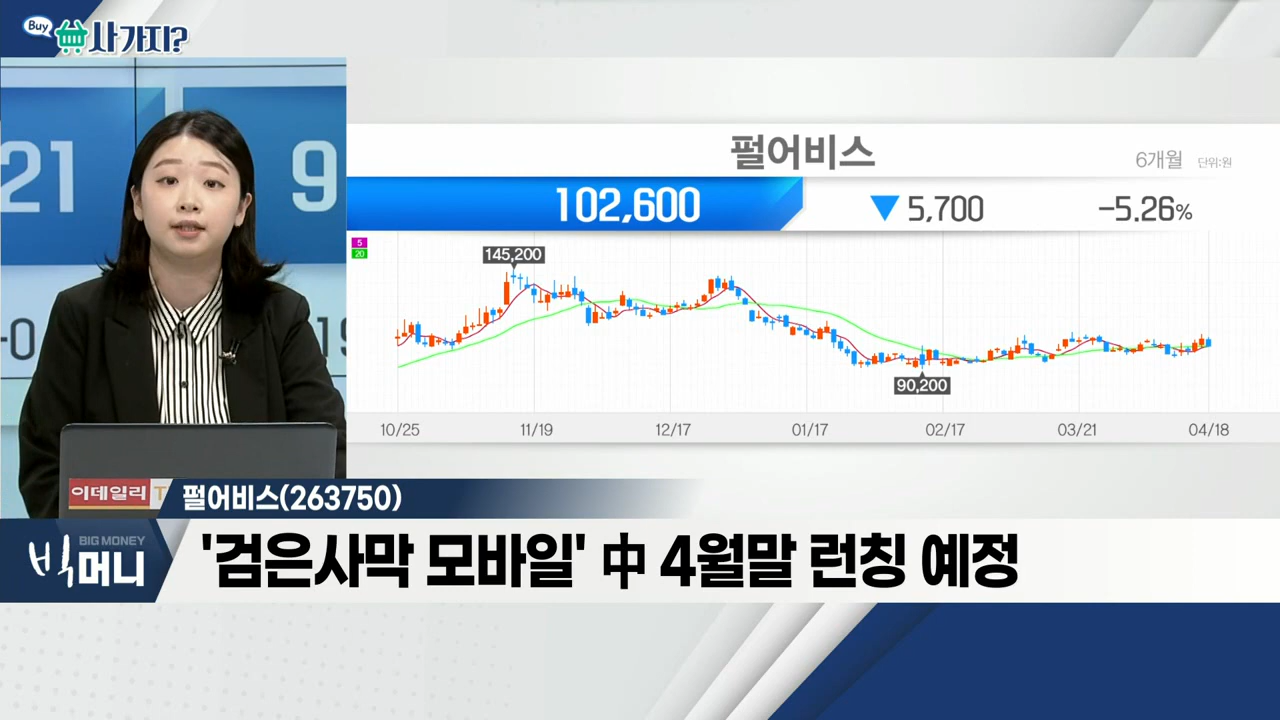 Buy 사가지?
21
9
-0
19
펄어비스
6개월 단위:원
102,600 ▼ 5,700 -5.26%
5
20
145,200
90,200
10/25 11/19 12/17 01/17 02/17 03/21 04/18
이데일리 T
펄어비스(263750)
BIG MONEY
빅머니
'검은사막 모바일' 中 4월말 런칭 예정